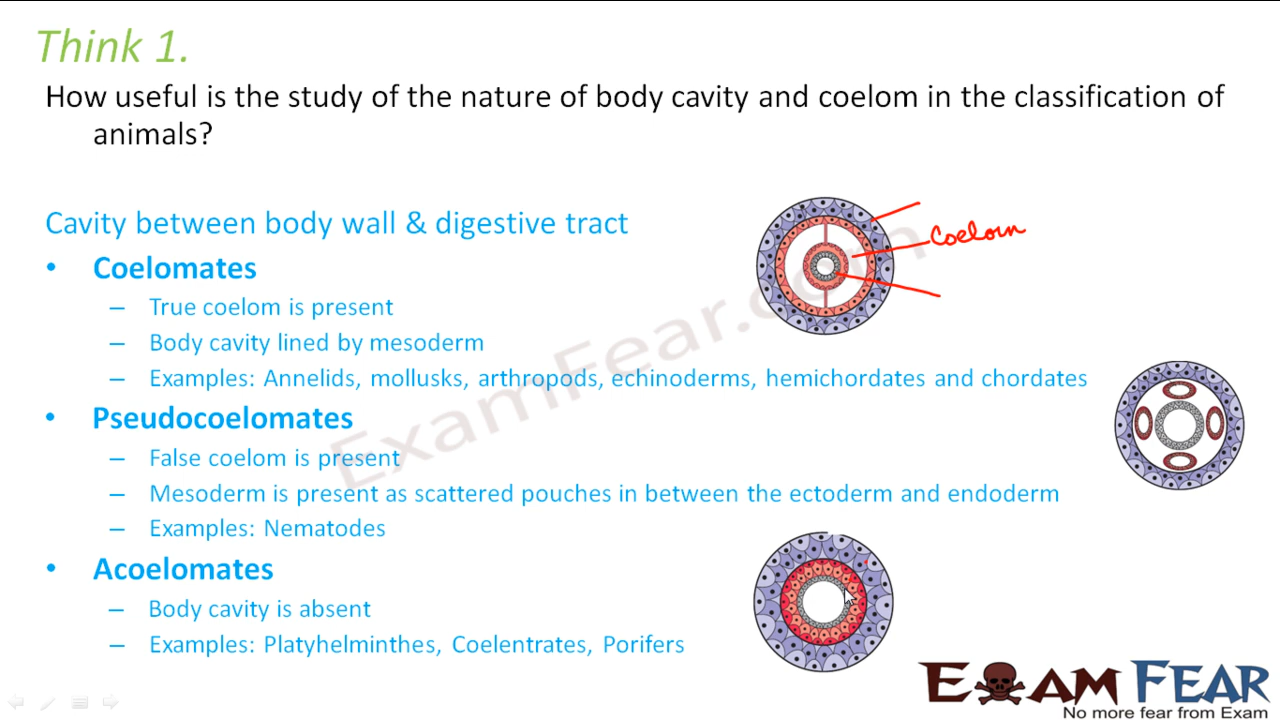 Think 1.
How useful is the study of the nature of body cavity and coelom in the classification of
animals?
Cavity between body wall & digestive tract
• Coelomates
– True coelom is present
– Body cavity lined by mesoderm
– Examples: Annelids, mollusks, arthropods, echinoderms, hemichordates and chordates
• Pseudocoelomates
– False coelom is present
– Mesoderm is present as scattered pouches in between the ectoderm and endoderm
– Examples: Nematodes
• Acoelomates
– Body cavity is absent
– Examples: Platyhelminthes, Coelentrates, Porifers
Coelom
ExamFear.com
EXAM FEAR
No more fear from Exam